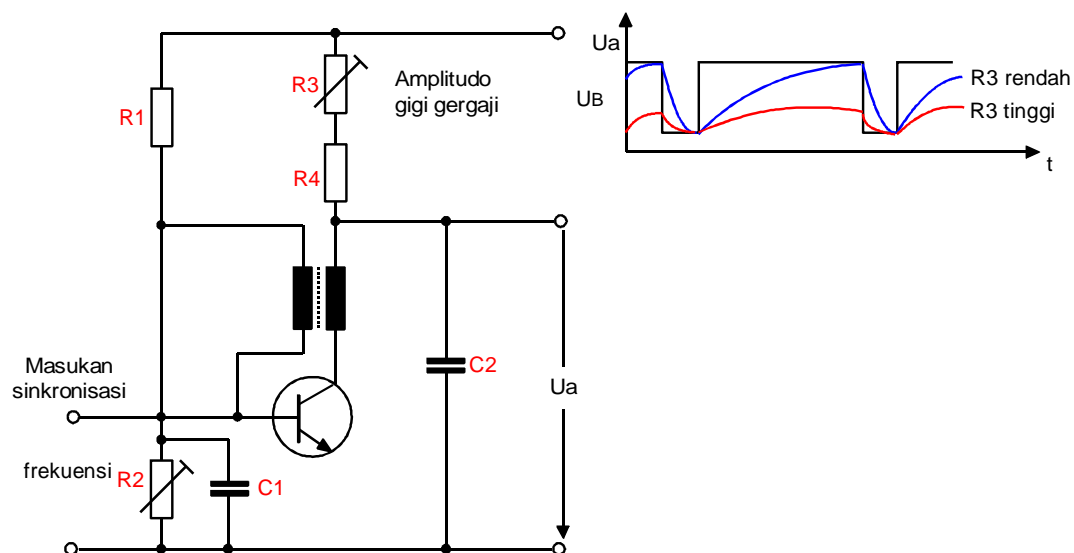 R1
R3
Amplitudo
gigi gergaji
R4
Masukan
sinkronisasi
frekuensi
R2
C1
C2
Ua
Ua
UB
R3 rendah
R3 tinggi
t